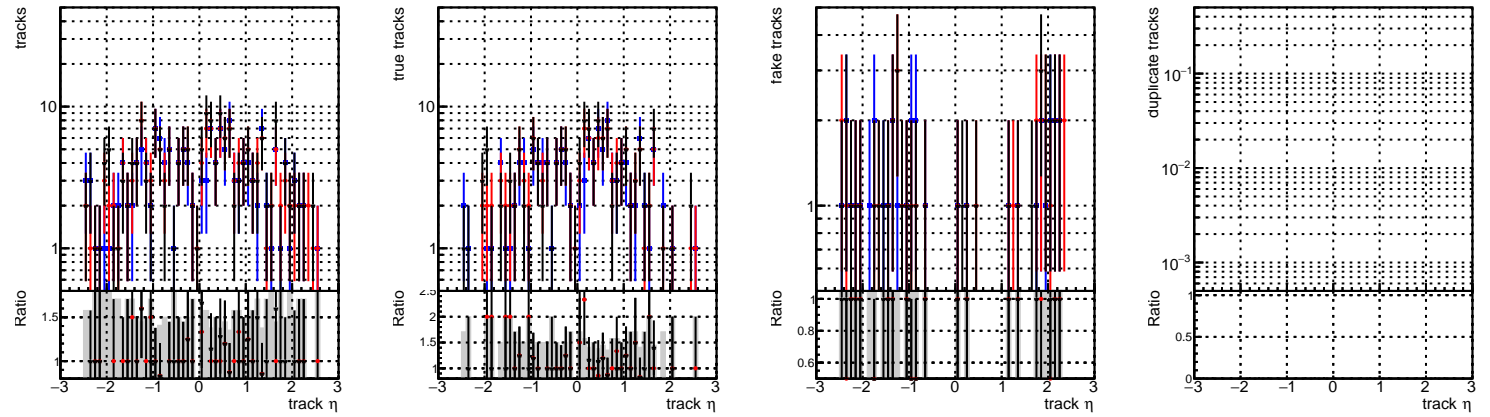 tracks
10
1
Ratio
1.5
1
−3 −2 −1 0 1 2 3
track η
true tracks
10
1
Ratio
2.5
2
1.5
1
−3 −2 −1 0 1 2 3
track η
fake tracks
1
Ratio
1
0.8
0.6
−3 −2 −1 0 1 2 3
track η
duplicate tracks
10−1
10−2
10−3
Ratio
1
0.5
0
−3 −2 −1 0 1 2 3
track η